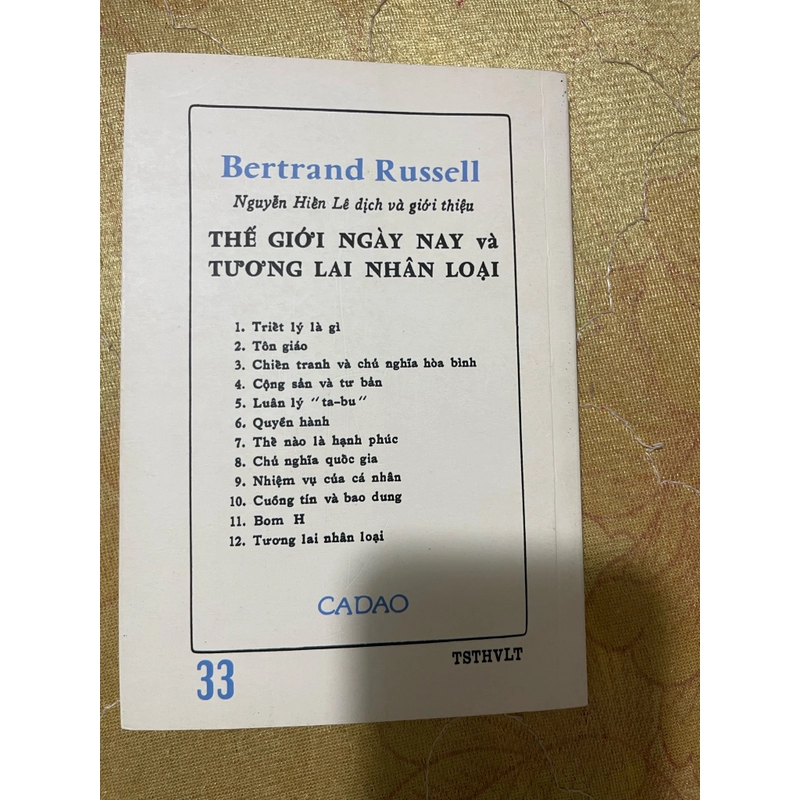 Bertrand Russell
Nguyễn Hiến Lê dịch và giới thiệu
THẾ GIỚI NGÀY NAY và
TƯƠNG LAI NHÂN LOẠI
1. Triết lý là gì
2. Tôn giáo
3. Chiến tranh và chủ nghĩa hòa bình
4. Cộng sản và tư bản
5. Luân lý "ta-bu"
6. Quyền hành
7. Thế nào là hạnh phúc
8. Chủ nghĩa quốc gia
9. Nhiệm vụ của cá nhân
10. Cuồng tín và bao dung
11. Bom H
12. Tương lai nhân loại
CADAO
TSTHVLT
33